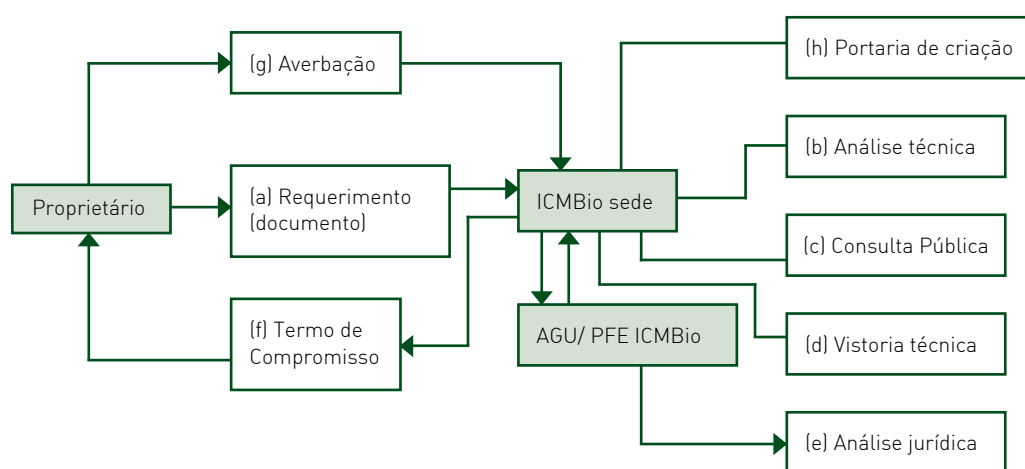 (g) Averbação
(h) Portaria de criação
(b) Análise técnica
Proprietário
(a) Requerimento
(documento)
ICMBio sede
(c) Consulta Pública
(f) Termo de
Compromisso
AGU/ PFE ICMBio
(d) Vistoria técnica
(e) Análise jurídica